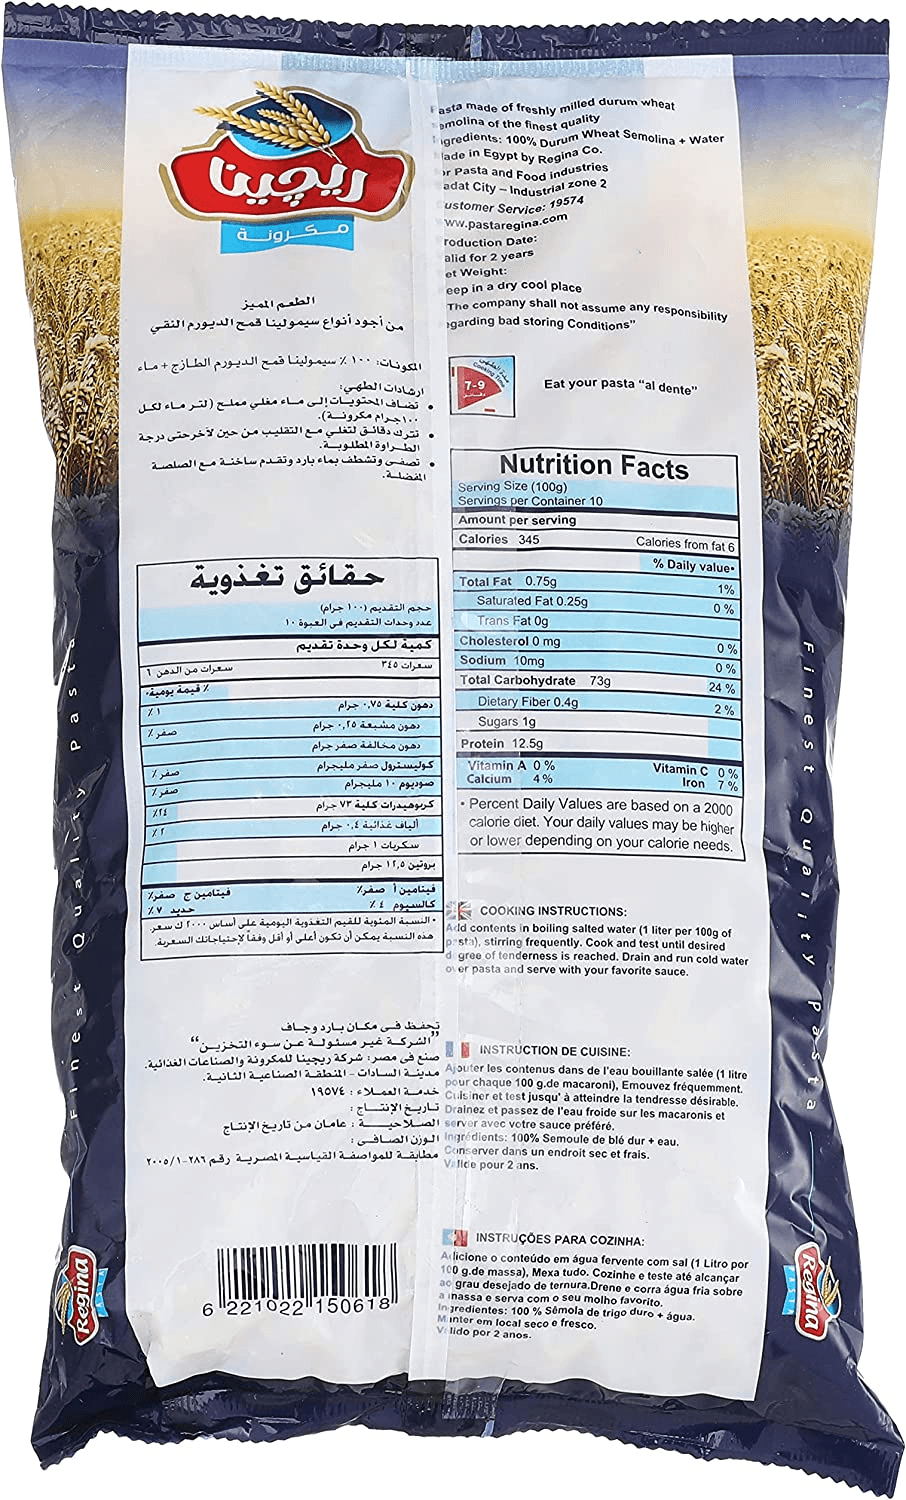 ريجينا
مكرونة
الطعم المميز
من أجود أنواع سيمولينا قمح الديورم النقي
المكونات: ١٠٠ ٪ سيمولينا قمح الديورم الطازج + ماء
ارشادات الطهي:
• تضاف المحتويات إلى ماء مغلي مملح (لتر ماء لكل
١٠٠ جرام مكرونة).
• تترك دقائق لتغلي مع التقليب من حين لآخر حتى درجة
الطراوة المطلوبة.
• تصفى وتشطف بماء بارد وتقدم ساخنة مع الصلصة
المفضلة.
حقائق تغذوية
حجم التقديم (١٠٠ جرام)
عدد وحدات التقديم فى العبوة ١٠
كمية لكل وحدة تقديم
سعرات ٣٤٥ سعرات من الدهن ٦
٪ قيمة يومية•
دهون كلية ٠,٧٥ جرام ١ ٪
دهون مشبعة ٠,٢٥ جرام صفر ٪
دهون مخالفة صفر جرام
كوليسترول صفر مليجرام صفر ٪
صوديوم ١٠ مليجرام صفر ٪
كربوهيدرات كلية ٧٣ جرام ٢٤٪
ألياف غذائية ٠,٤ جرام ٢ ٪
سكريات ١ جرام
بروتين ١٢,٥ جرام
فيتامين أ صفر٪ فيتامين ج صفر٪
كالسيوم ٤ ٪ حديد ٧ ٪
• النسبة المئوية للقيم التغذوية اليومية على أساس ٢٠٠٠ ك سعر.
هذه النسبة يمكن أن تكون أعلى أو أقل وفقاً لإحتياجاتك السعرية.
تحفظ فى مكان بارد وجاف
"الشركة غير مسئولة عن سوء التخزين"
صنع فى مصر: شركة ريجينا للمكرونة والصناعات الغذائية.
مدينة السادات - المنطقة الصناعية الثانية.
خدمة العملاء : ١٩٥٧٤
تاريخ الإنتاج :
الصلاحية : عامان من تاريخ الإنتاج
الوزن الصافى :
مطابقة للمواصفة القياسية المصرية رقم ٢٨٦-٢٠٠٥/١
6 221022 150618
Pasta made of freshly milled durum wheat
semolina of the finest quality
Ingredients: 100% Durum Wheat Semolina + Water
Made in Egypt by Regina Co.
or Pasta and Food industries
adat City – Industrial zone 2
Customer Service: 19574
www.pastaregina.com
roduction Date:
alid for 2 years
et Weight:
eep in a dry cool place
"The company shall not assume any responsibility
egarding bad storing Conditions"
مدة الطهي
Cooking Time
7-9
دقائق
Eat your pasta "al dente"
Nutrition Facts
Serving Size (100g)
Servings per Container 10
Amount per serving
Calories 345 Calories from fat 6
% Daily value•
Total Fat 0.75g 1%
Saturated Fat 0.25g 0 %
Trans Fat 0g
Cholesterol 0 mg 0 %
Sodium 10mg 0 %
Total Carbohydrate 73g 24 %
Dietary Fiber 0.4g 2 %
Sugars 1g
Protein 12.5g
Vitamin A 0 % Vitamin C 0 %
Calcium 4 % Iron 7 %
• Percent Daily Values are based on a 2000
calorie diet. Your daily values may be higher
or lower depending on your calorie needs.
COOKING INSTRUCTIONS:
Add contents in boiling salted water (1 liter per 100g of
pasta), stirring frequently. Cook and test until desired
degree of tenderness is reached. Drain and run cold water
over pasta and serve with your favorite sauce.
INSTRUCTION DE CUISINE:
Ajouter les contenus dans de l'eau bouillante salée (1 litre
pour chaque 100 g.de macaroni), Emouvez fréquemment.
Cuisiner et test jusqu' à atteindre la tendresse désirable.
Drainez et passez de l'eau froide sur les macaronis et
server avec votre sauce préféré.
Ingrédients: 100% Semoule de blé dur + eau.
Conserver dans un endroit sec et frais.
Valide pour 2 ans.
INSTRUÇÕES PARA COZINHA:
Adicione o conteúdo em água fervente com sal (1 Litro por
100 g.de massa), Mexa tudo. Cozinhe e teste até alcançar
ao grau desejado de ternura.Drene e corra água fria sobre
a massa e serva com o seu molho favorito.
Ingredientes: 100 % Sêmola de trigo duro + água.
Manter em local seco e fresco.
Valido por 2 anos.
Finest Quality Pasta
Regina
Finest Quality Pasta
Regina
PASTA